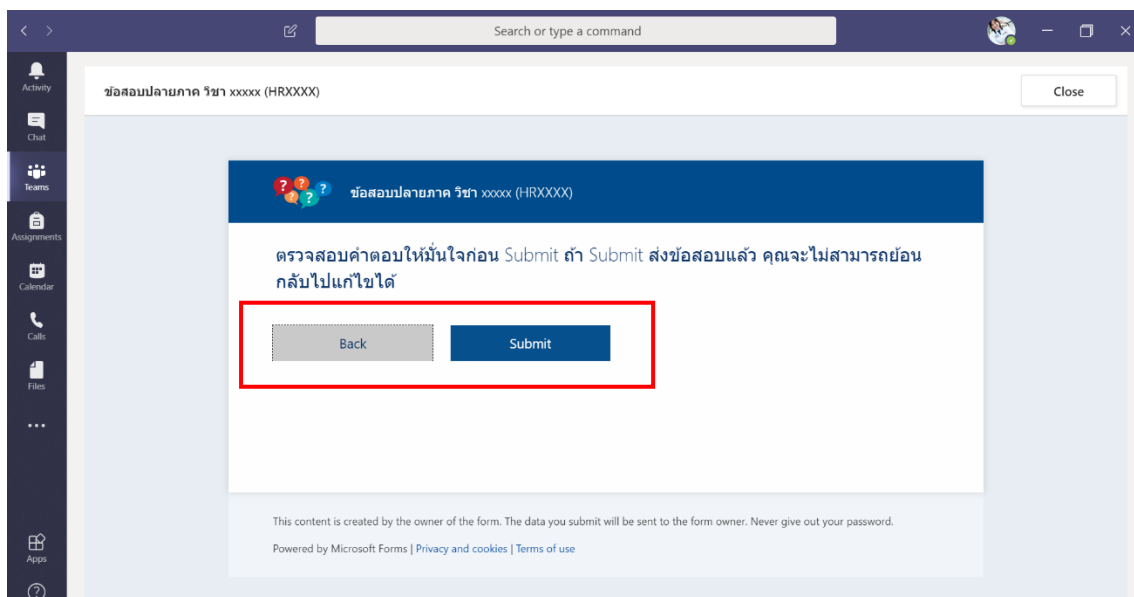 Search or type a command
Activity
Chat
Teams
Assignments
Calendar
Calls
Files
Apps
ข้อสอบปลายภาค วิชา xxxxx (HRXXXX)
Close
ข้อสอบปลายภาค วิชา xxxxx (HRXXXX)
ตรวจสอบคำตอบให้มั่นใจก่อน Submit ถ้า Submit ส่งข้อสอบแล้ว คุณจะไม่สามารถย้อน
กลับไปแก้ไขได้
Back
Submit
This content is created by the owner of the form. The data you submit will be sent to the form owner. Never give out your password.
Powered by Microsoft Forms | Privacy and cookies | Terms of use